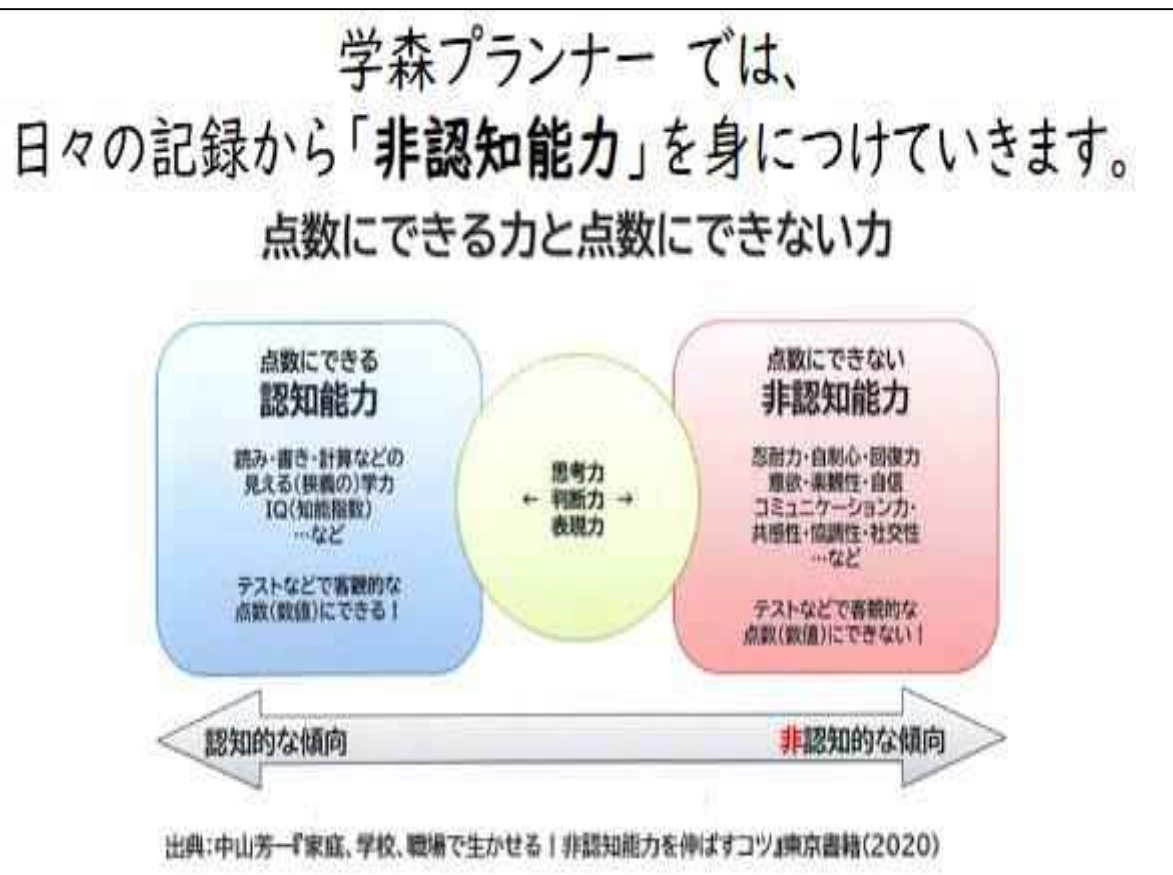 学森プランナー では、
日々の記録から「非認知能力」を身につけていきます。
点数にできる力と点数にできない力
点数にできる
認知能力
読み・書き・計算などの
見える(狭義の)学力
IQ(知能指数)
…など
テストなどで客観的な
点数(数値)にできる!
思考力
← 判断力 →
表現力
点数にできない
非認知能力
忍耐力・自制心・回復力
意欲・楽観性・自信
コミュニケーション力・
共感性・協調性・社交性
…など
テストなどで客観的な
点数(数値)にできない!
認知的な傾向
非認知的な傾向
出典:中山芳一『家庭、学校、職場で生かせる!非認知能力を伸ばすコツ』東京書籍(2020)